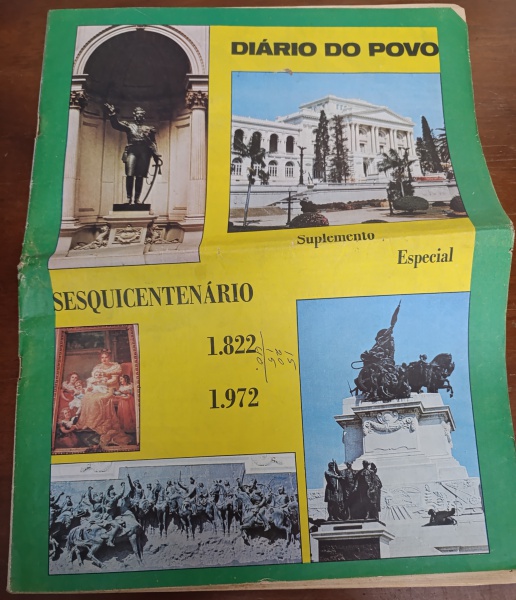 DIÁRIO DO POVO
Suplemento
Especial
SESQUICENTENÁRIO
1.822
1.972